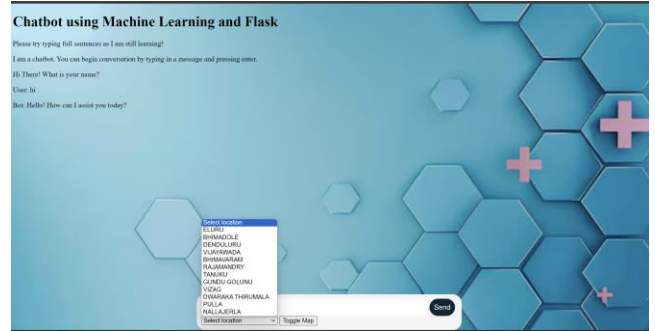 Chatbot using Machine Learning and Flask
Please try typing full sentences as I am still learning!
I am a chatbot. You can begin conversation by typing in a message and pressing enter.
Hi There! What is your name?
User: hi
Bot: Hello! How can I assist you today?
Select location
ELURU
BHIMADOLE
DENDULURU
VIJAYAWADA
BHIMAVARAM
RAJAMANDRY
TANUKU
GUNDU GOLUNU
VIZAG
DWARAKA THIRUMALA
PULLA
NALLAJERLA
Send
Select location
Toggle Map